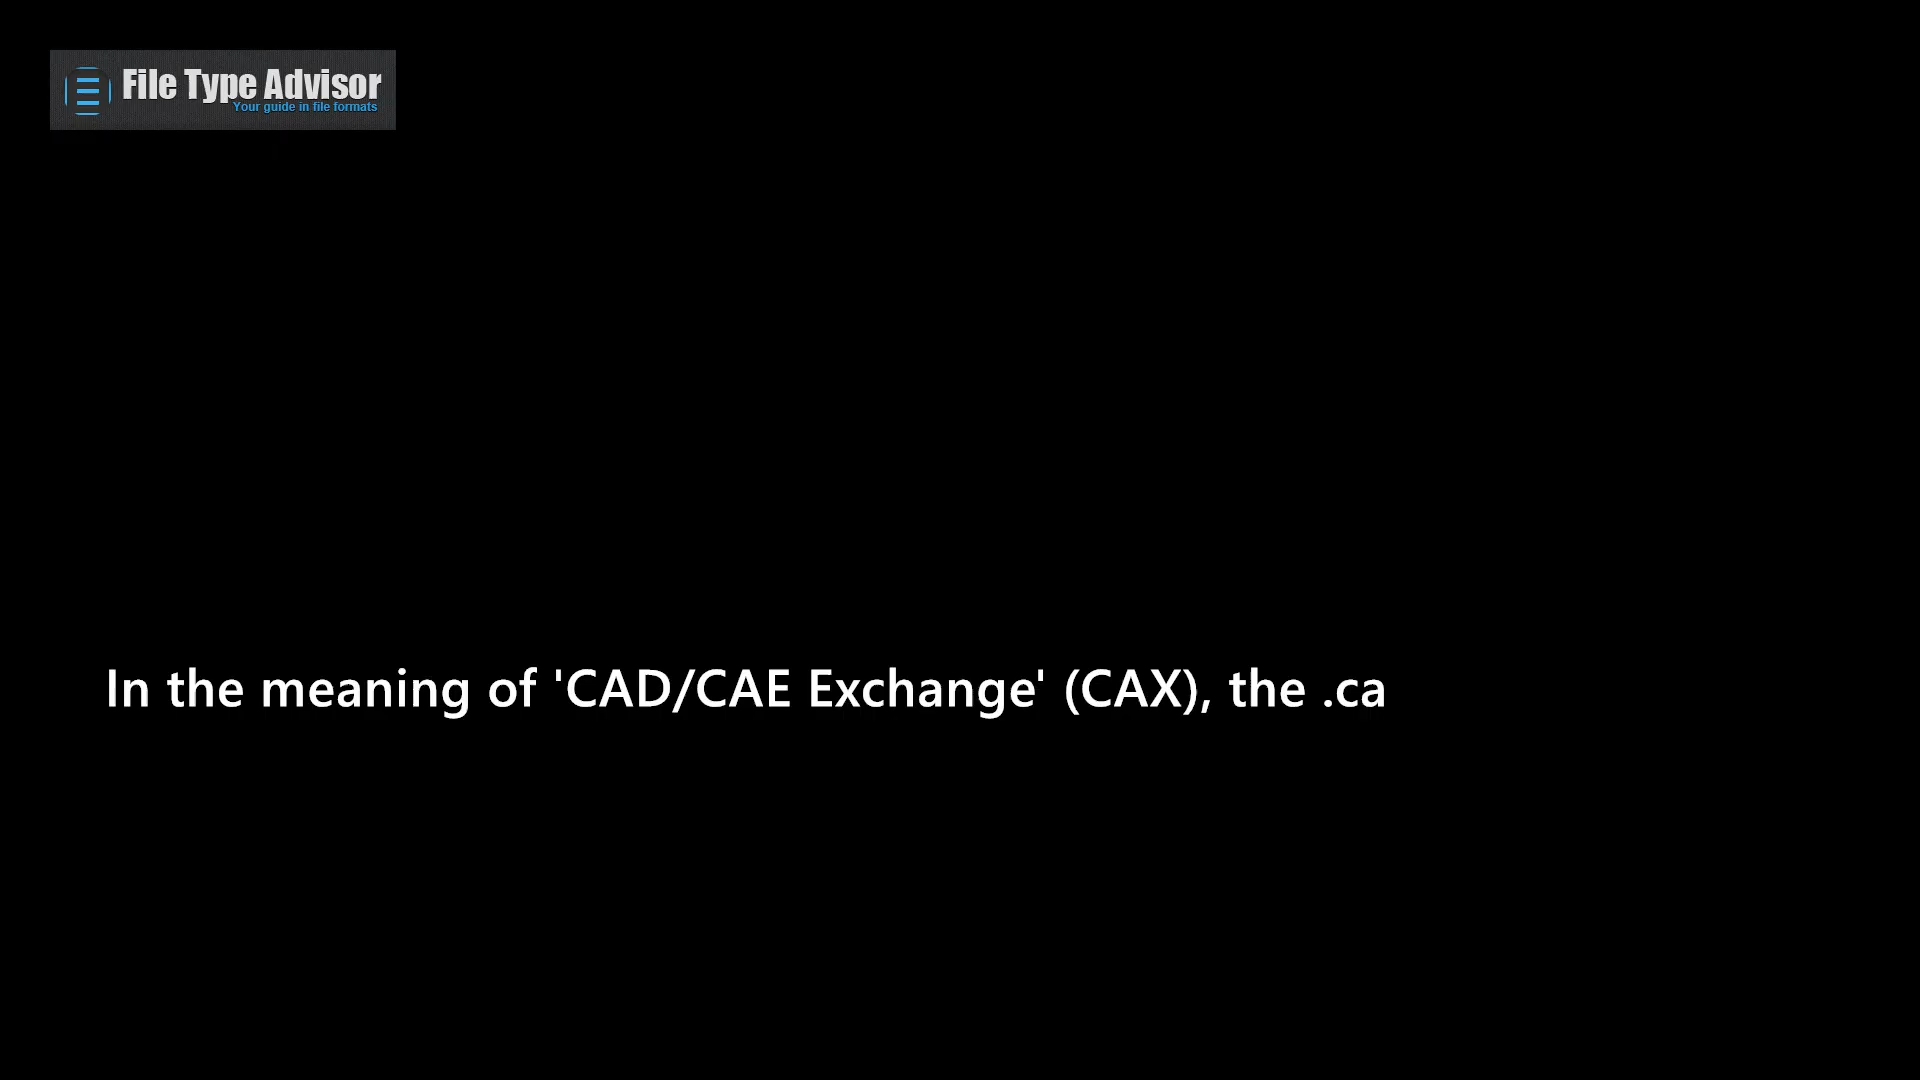 File Type Advisor
Your guide in file formats
In the meaning of 'CAD/CAE Exchange' (CAX), the .ca